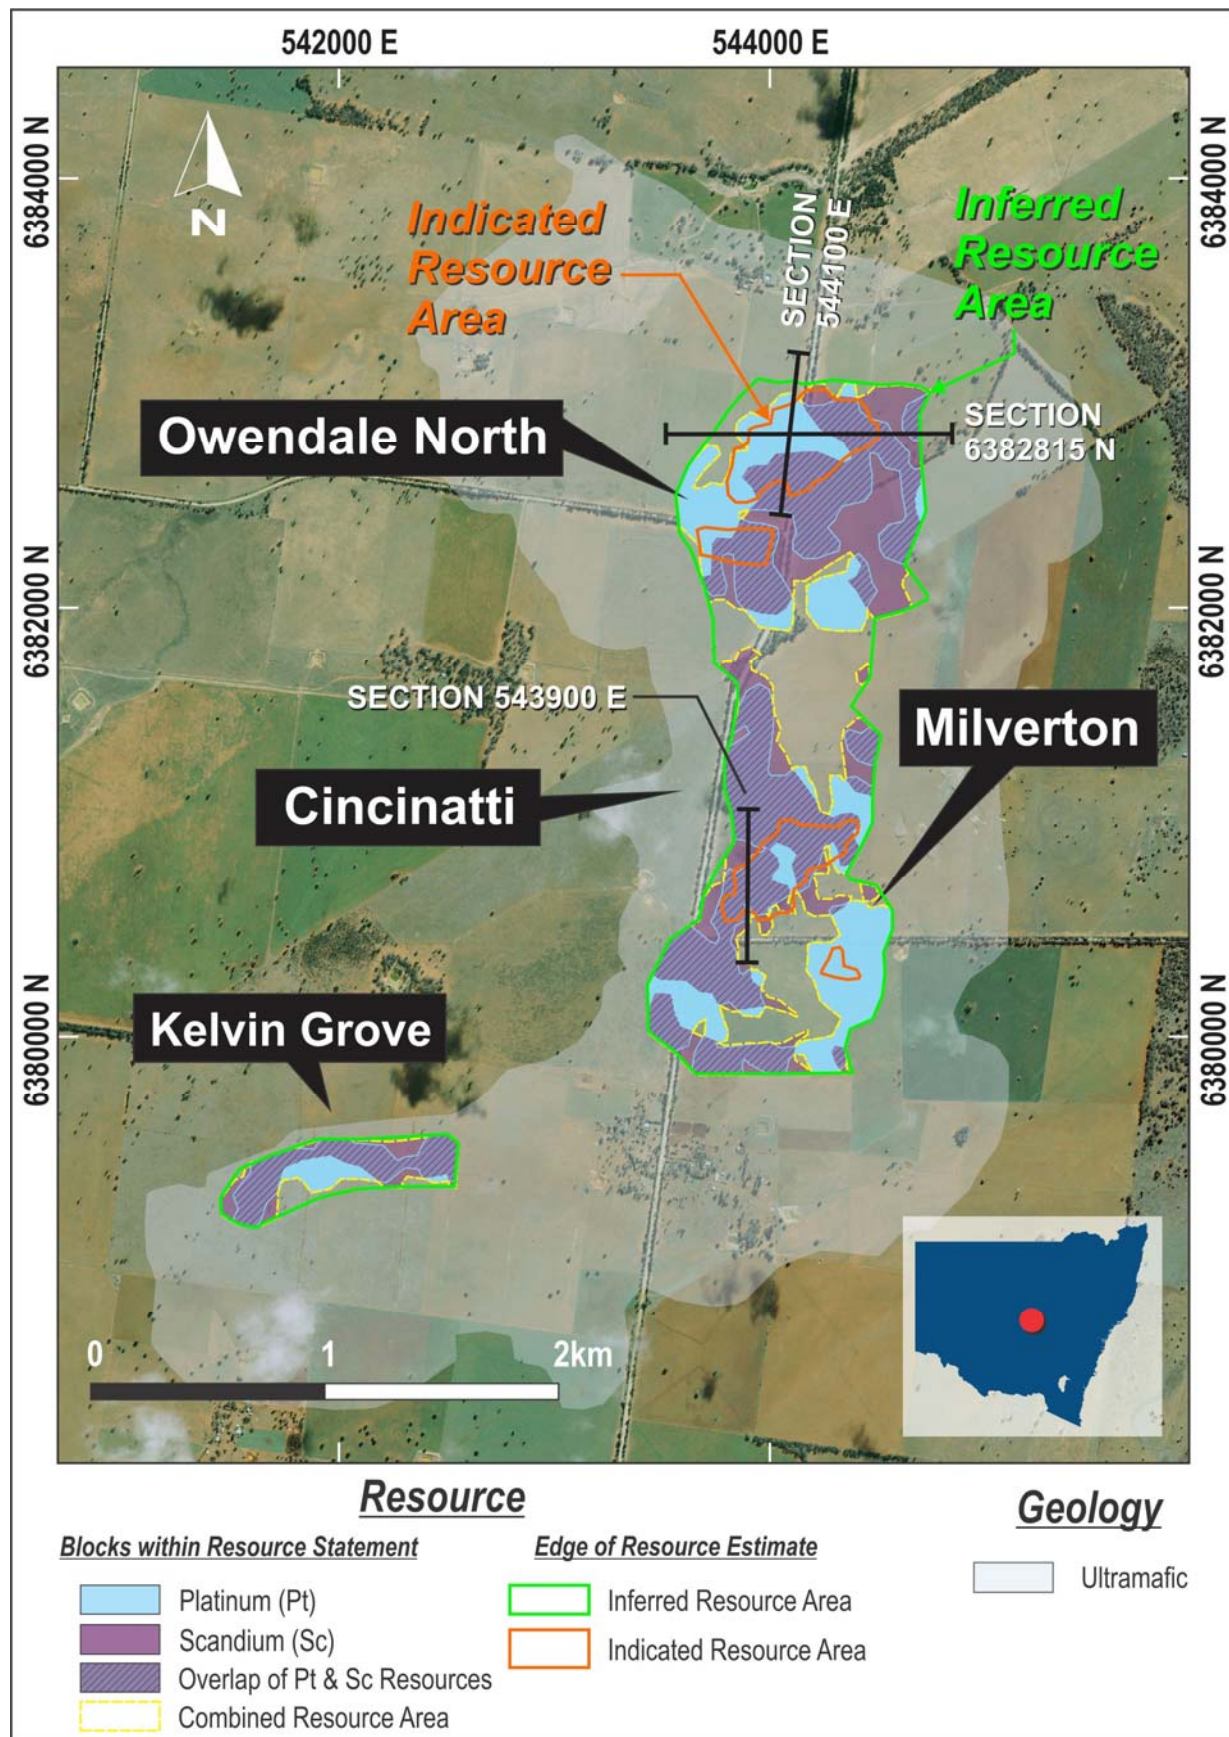 542000 E
544000 E
6384000 N
6384000 N
N
Indicated
Resource
Area
SECTION
544100 E
Inferred
Resource
Area
Owendale North
SECTION
6382815 N
6382000 N
6382000 N
SECTION 543900 E
Milverton
Cincinatti
Kelvin Grove
6380000 N
6380000 N
0
1
2km
Resource
Geology
Blocks within Resource Statement
Edge of Resource Estimate
Platinum (Pt)
Inferred Resource Area
Ultramafic
Scandium (Sc)
Indicated Resource Area
Overlap of Pt & Sc Resources
Combined Resource Area